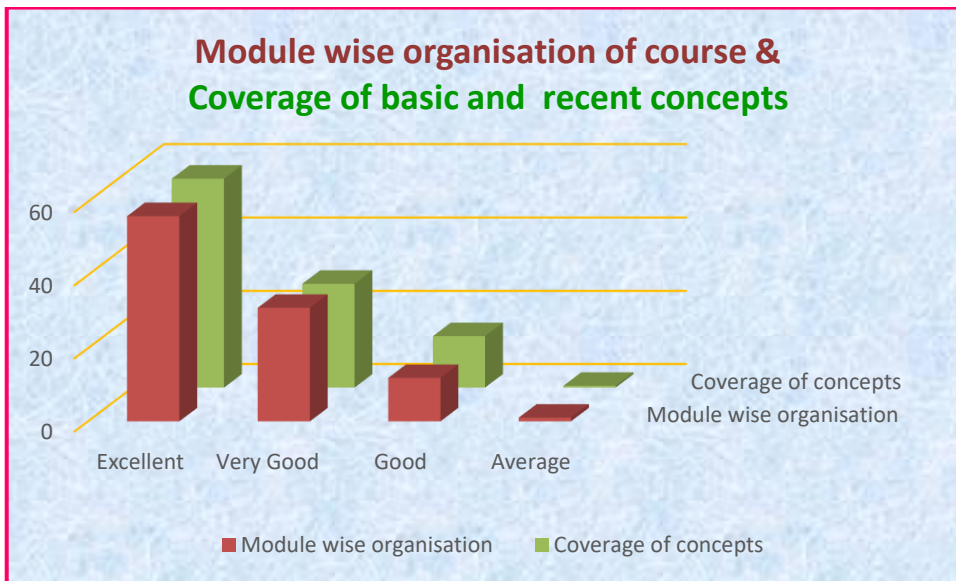 Module wise organisation of course &
Coverage of basic and recent concepts
60
40
20
0
Coverage of concepts
Module wise organisation
Excellent Very Good Good Average
Module wise organisation Coverage of concepts